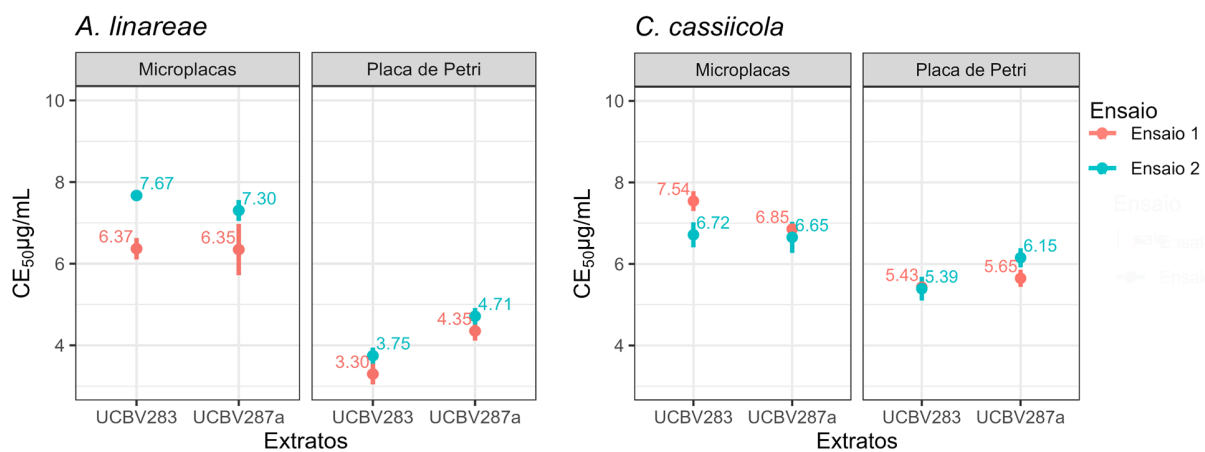 A. linareae
C. cassiicola
Microplacas
Placa de Petri
Microplacas
Placa de Petri
CE50µg/mL
10
8
6
4
7.67
7.30
6.37
6.35
4.71
4.35
3.75
3.30
UCBV283
UCBV287a
UCBV283
UCBV287a
Extratos
CE50µg/mL
10
8
6
4
7.54
6.72
6.85
6.65
6.15
5.65
5.43
5.39
UCBV283
UCBV287a
UCBV283
UCBV287a
Extratos
Ensaio
Ensaio 1
Ensaio 2
Ensaio